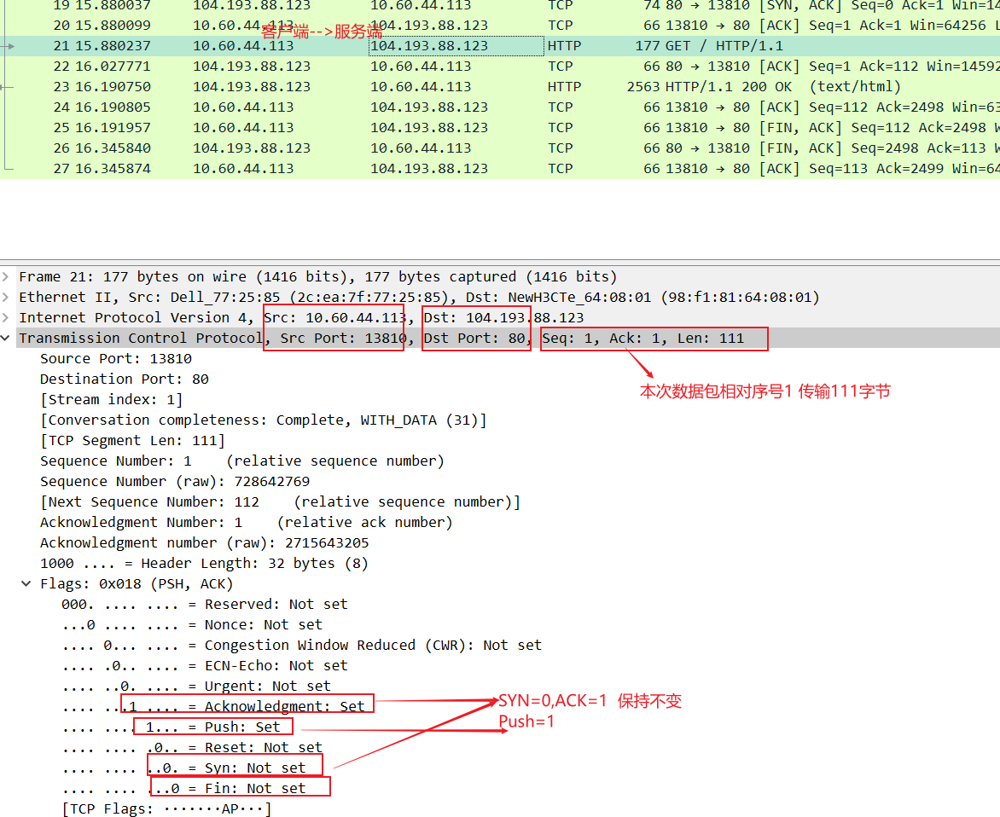 19 15.880037 104.193.88.123 10.60.44.113 TCP 74 80 → 13810 [SYN, ACK] Seq=0 Ack=1 Win=14
20 15.880099 10.60.44.113 104.193.88.123 TCP 66 13810 → 80 [ACK] Seq=1 Ack=1 Win=64256 L
客户端-->服务端
21 15.880237 10.60.44.113 104.193.88.123 HTTP 177 GET / HTTP/1.1
22 16.027771 104.193.88.123 10.60.44.113 TCP 66 80 → 13810 [ACK] Seq=1 Ack=112 Win=14592
23 16.190750 104.193.88.123 10.60.44.113 HTTP 2563 HTTP/1.1 200 OK (text/html)
24 16.190805 10.60.44.113 104.193.88.123 TCP 66 13810 → 80 [ACK] Seq=112 Ack=2498 Win=63
25 16.191957 10.60.44.113 104.193.88.123 TCP 66 13810 → 80 [FIN, ACK] Seq=112 Ack=2498 W
26 16.345840 104.193.88.123 10.60.44.113 TCP 66 80 → 13810 [FIN, ACK] Seq=2498 Ack=113 W
27 16.345874 10.60.44.113 104.193.88.123 TCP 66 13810 → 80 [ACK] Seq=113 Ack=2499 Win=64
Frame 21: 177 bytes on wire (1416 bits), 177 bytes captured (1416 bits)
Ethernet II, Src: Dell_77:25:85 (2c:ea:7f:77:25:85), Dst: NewH3CTe_64:08:01 (98:f1:81:64:08:01)
Internet Protocol Version 4, Src: 10.60.44.113, Dst: 104.193.88.123
Transmission Control Protocol, Src Port: 13810, Dst Port: 80, Seq: 1, Ack: 1, Len: 111
Source Port: 13810
Destination Port: 80
本次数据包相对序号1 传输111字节
[Stream index: 1]
[Conversation completeness: Complete, WITH_DATA (31)]
[TCP Segment Len: 111]
Sequence Number: 1 (relative sequence number)
Sequence Number (raw): 728642769
[Next Sequence Number: 112 (relative sequence number)]
Acknowledgment Number: 1 (relative ack number)
Acknowledgment number (raw): 2715643205
1000 .... = Header Length: 32 bytes (8)
Flags: 0x018 (PSH, ACK)
000. .... .... = Reserved: Not set
...0 .... .... = Nonce: Not set
.... 0... .... = Congestion Window Reduced (CWR): Not set
.... .0.. .... = ECN-Echo: Not set
.... ..0. .... = Urgent: Not set
.... ...1 .... = Acknowledgment: Set
SYN=0,ACK=1 保持不变
Push=1
.... .... 1... = Push: Set
.... .... .0.. = Reset: Not set
.... .... ..0. = Syn: Not set
.... .... ...0 = Fin: Not set
[TCP Flags: ·······AP···]